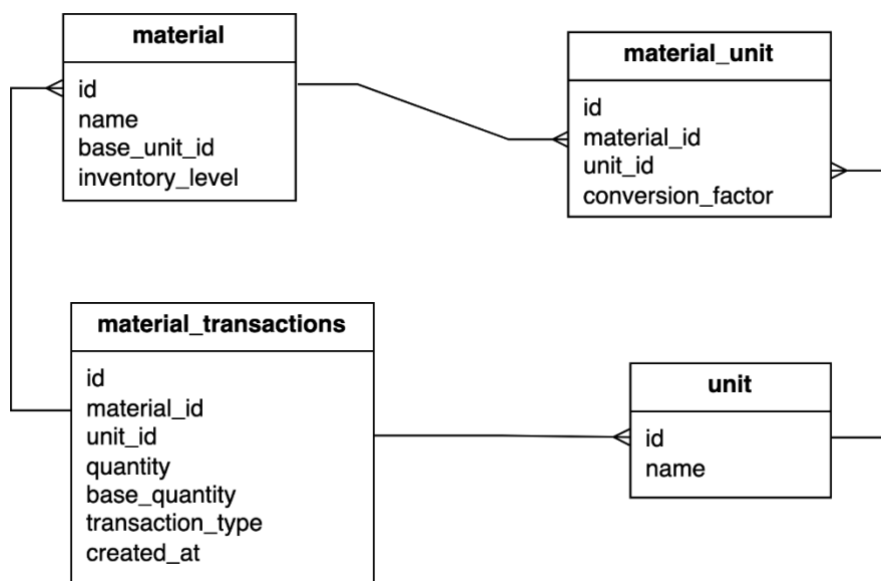 material
id
name
base_unit_id
inventory_level
material_unit
id
material_id
unit_id
conversion_factor
material_transactions
id
material_id
unit_id
quantity
base_quantity
transaction_type
created_at
unit
id
name